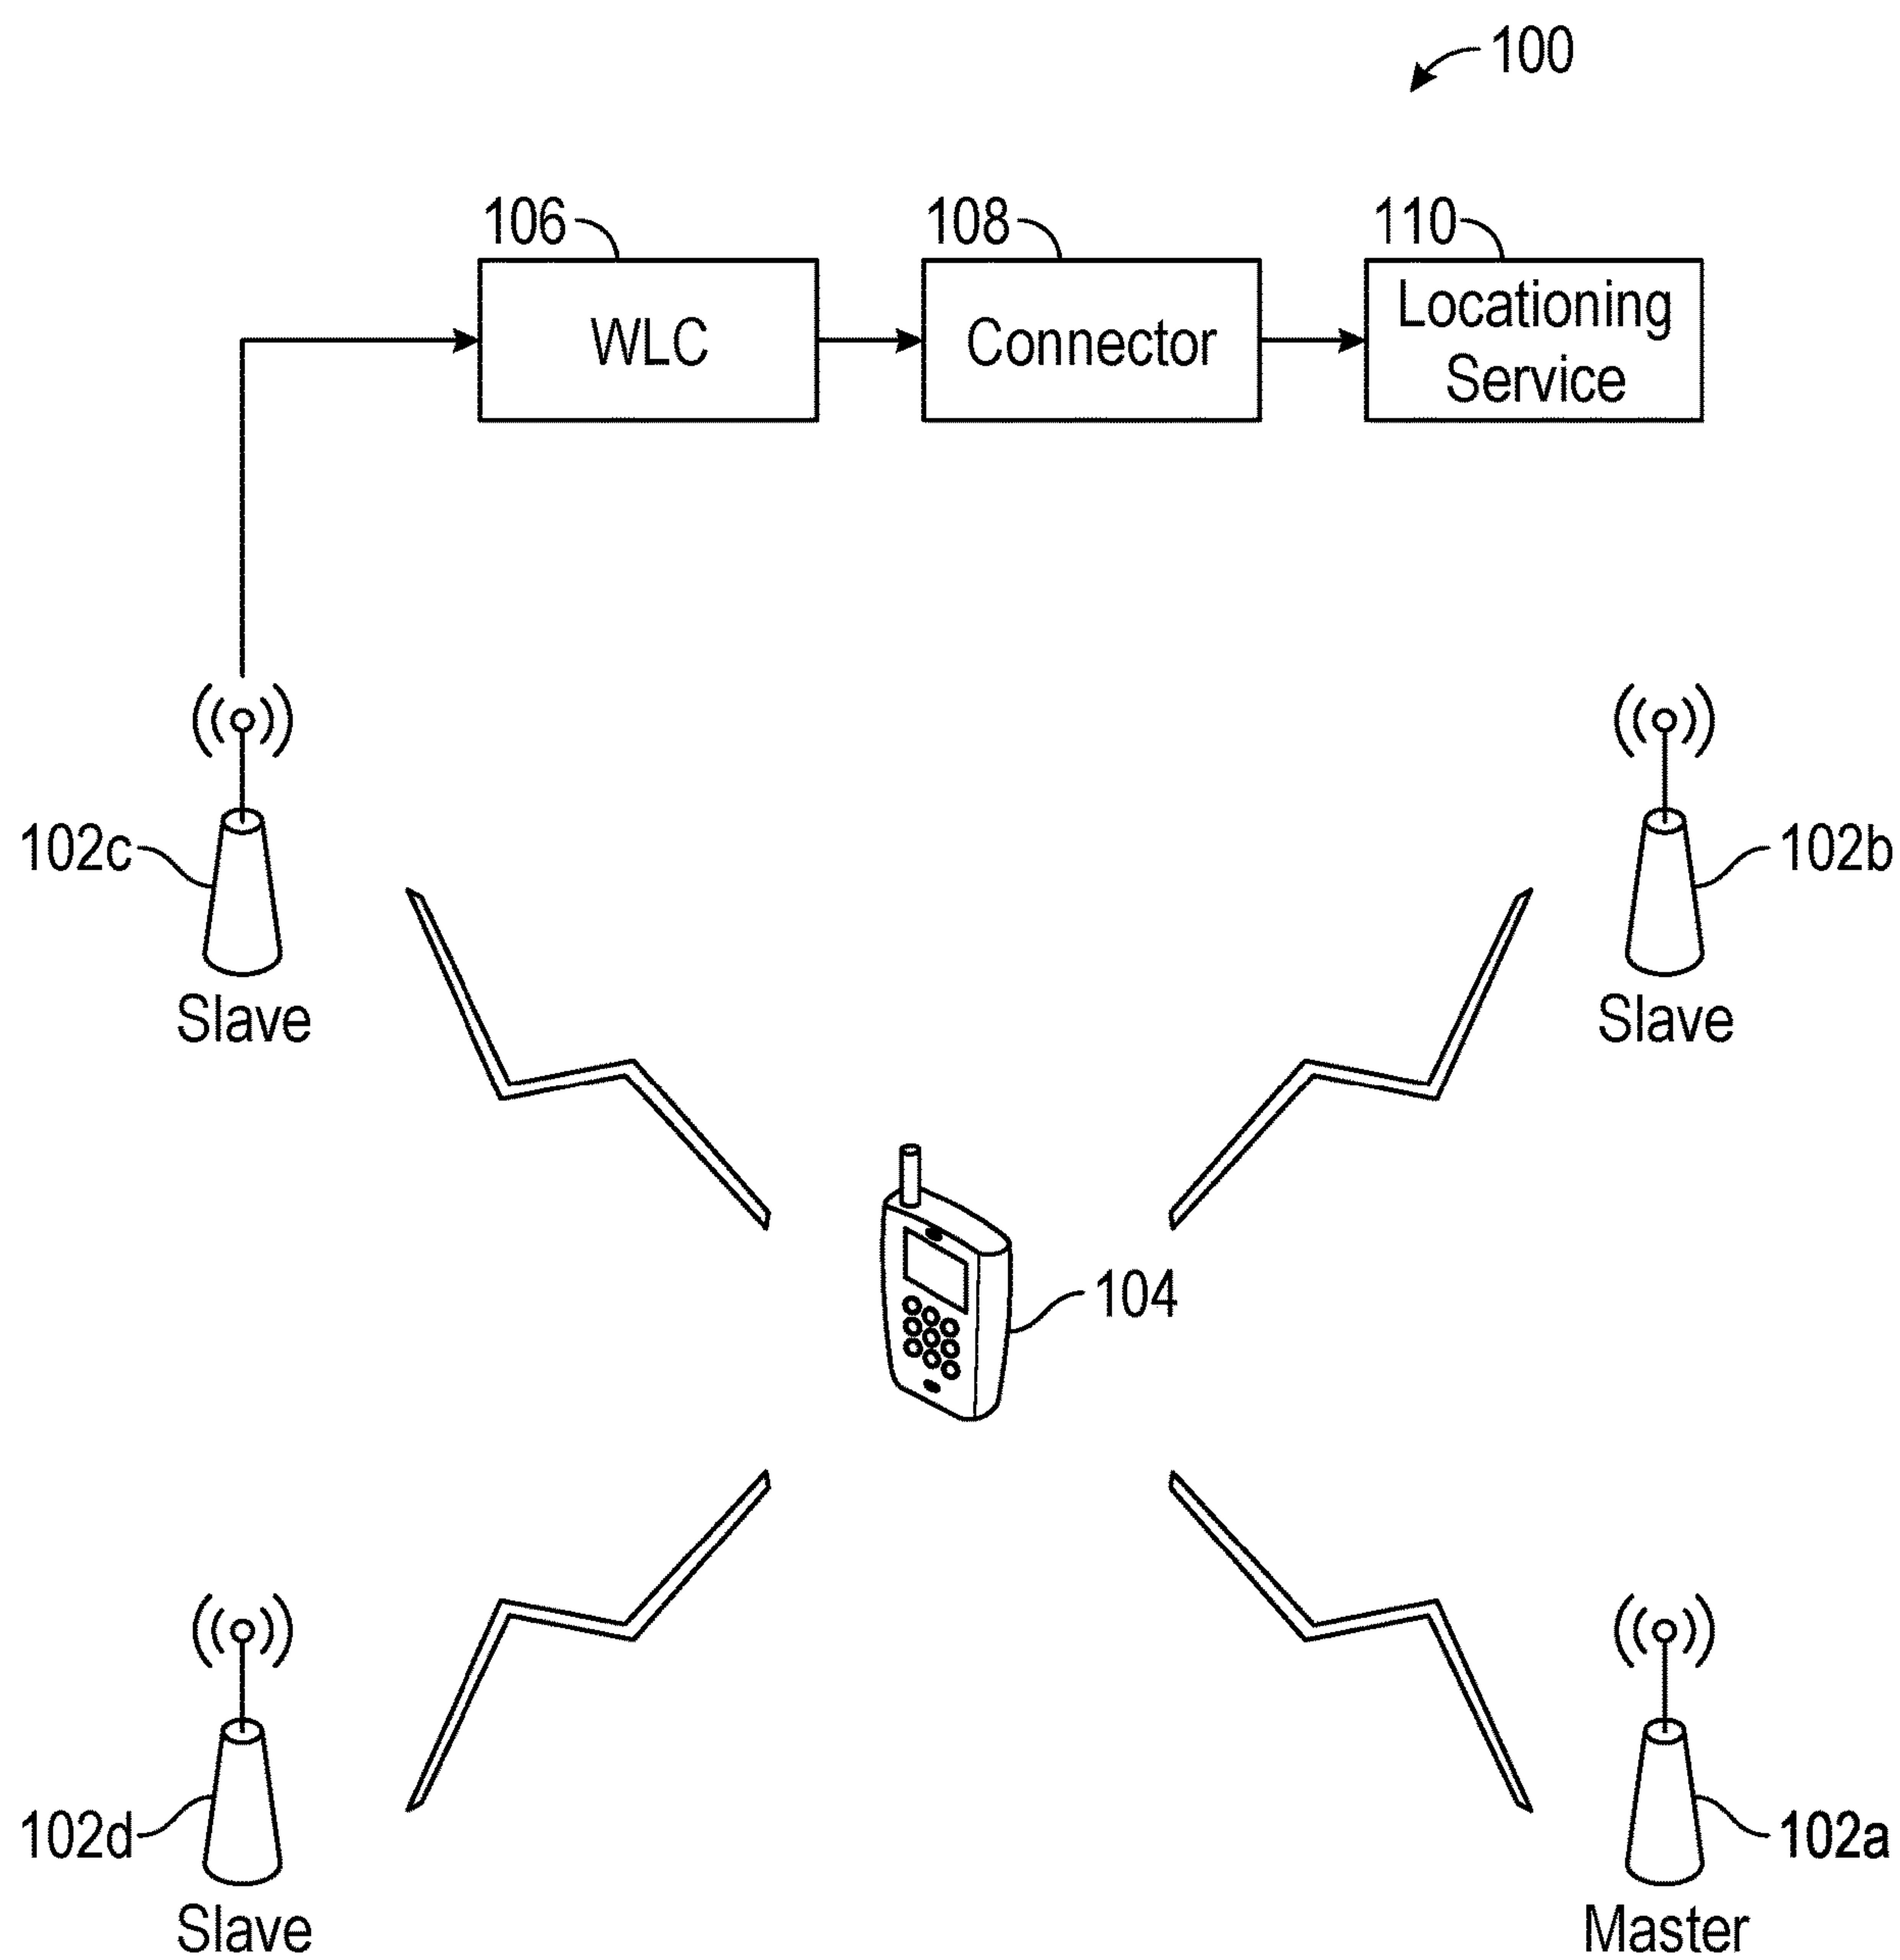 100
106
108
110
WLC
Connector
Locationing
Service
102c
102b
Slave
Slave
104
102d
102a
Slave
Master